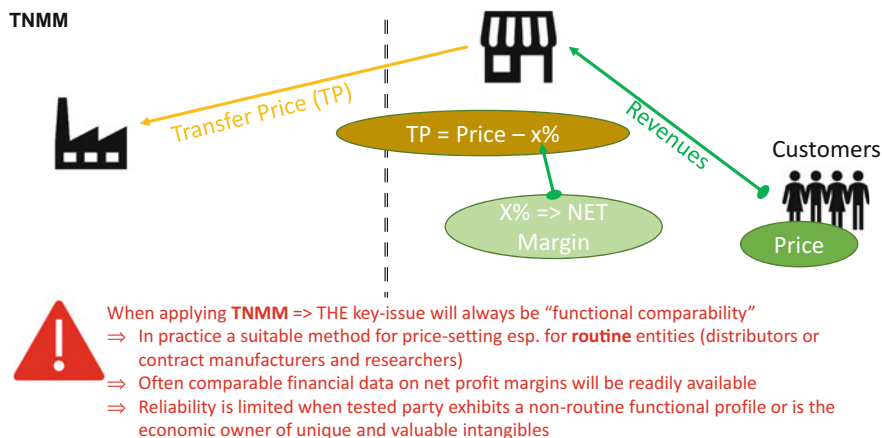 TNMM
Transfer Price (TP)
TP = Price – x%
Revenues
Customers
X% => NET
Margin
Price
When applying TNMM => THE key-issue will always be “functional comparability”
⇒ In practice a suitable method for price-setting esp. for routine entities (distributors or
contract manufacturers and researchers)
⇒ Often comparable financial data on net profit margins will be readily available
⇒ Reliability is limited when tested party exhibits a non-routine functional profile or is the
economic owner of unique and valuable intangibles